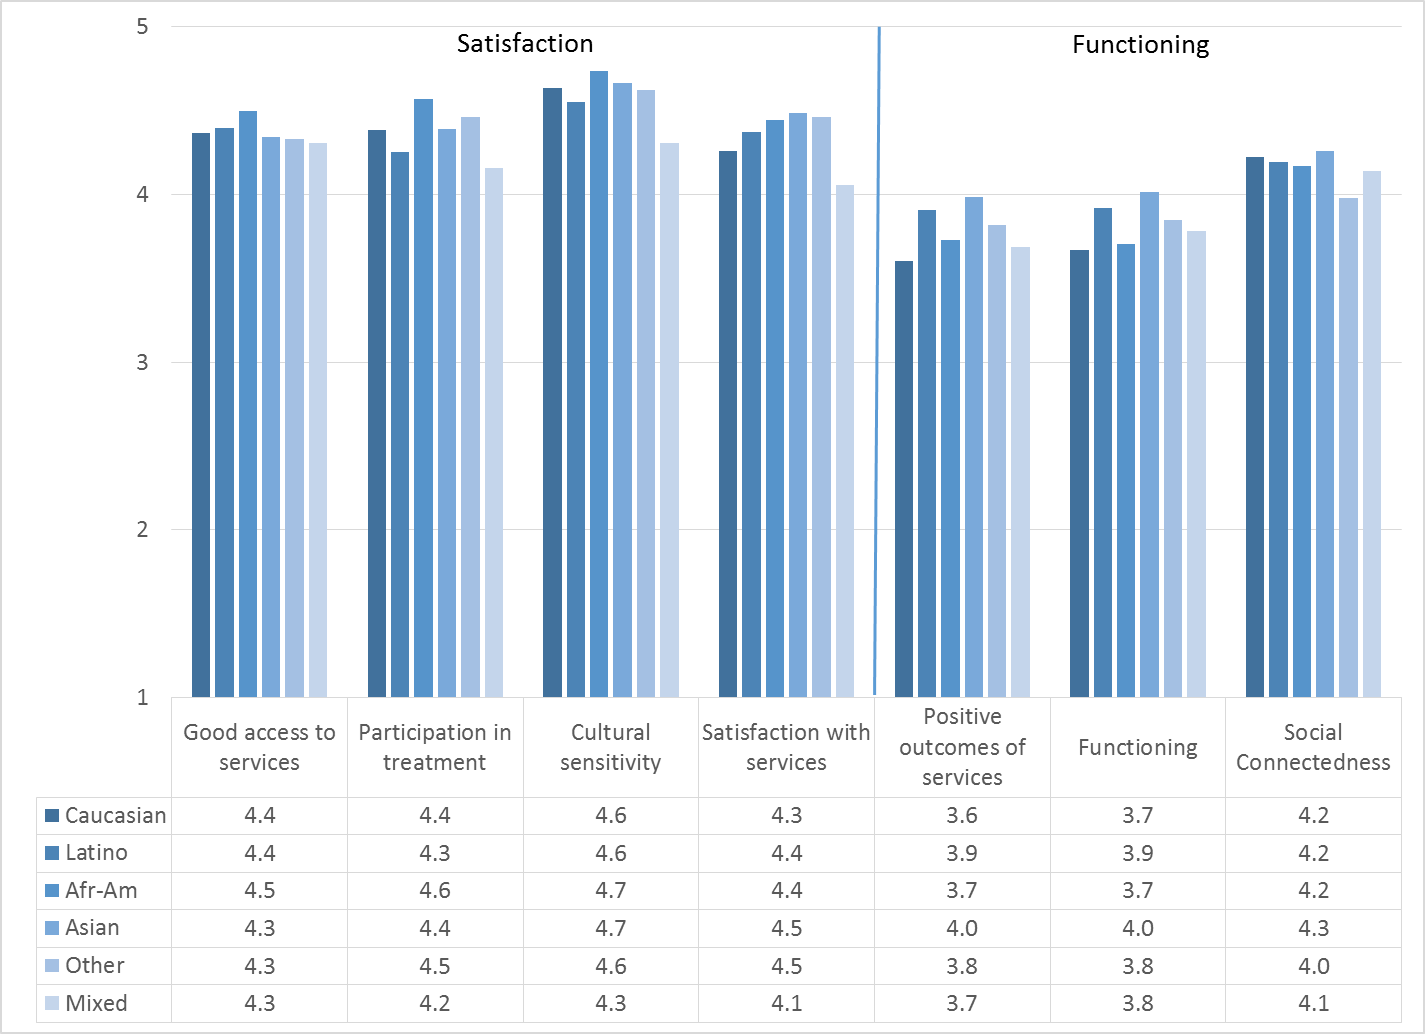 5
Satisfaction
Functioning
4
3
2
1
Good access to
services
Participation in
treatment
Cultural
sensitivity
Satisfaction with
services
Positive
outcomes of
services
Functioning
Social
Connectedness
Caucasian 4.4 4.4 4.6 4.3 3.6 3.7 4.2
Latino 4.4 4.3 4.6 4.4 3.9 3.9 4.2
Afr-Am 4.5 4.6 4.7 4.4 3.7 3.7 4.2
Asian 4.3 4.4 4.7 4.5 4.0 4.0 4.3
Other 4.3 4.5 4.6 4.5 3.8 3.8 4.0
Mixed 4.3 4.2 4.3 4.1 3.7 3.8 4.1